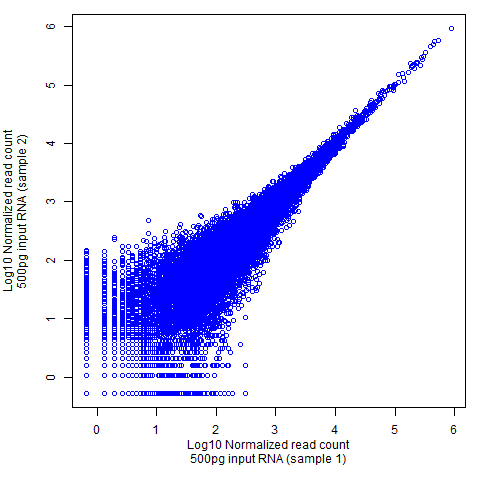 Log10 Normalized read count
500pg input RNA (sample 2)
6
5
4
3
2
1
0
0 1 2 3 4 5 6
Log10 Normalized read count
500pg input RNA (sample 1)